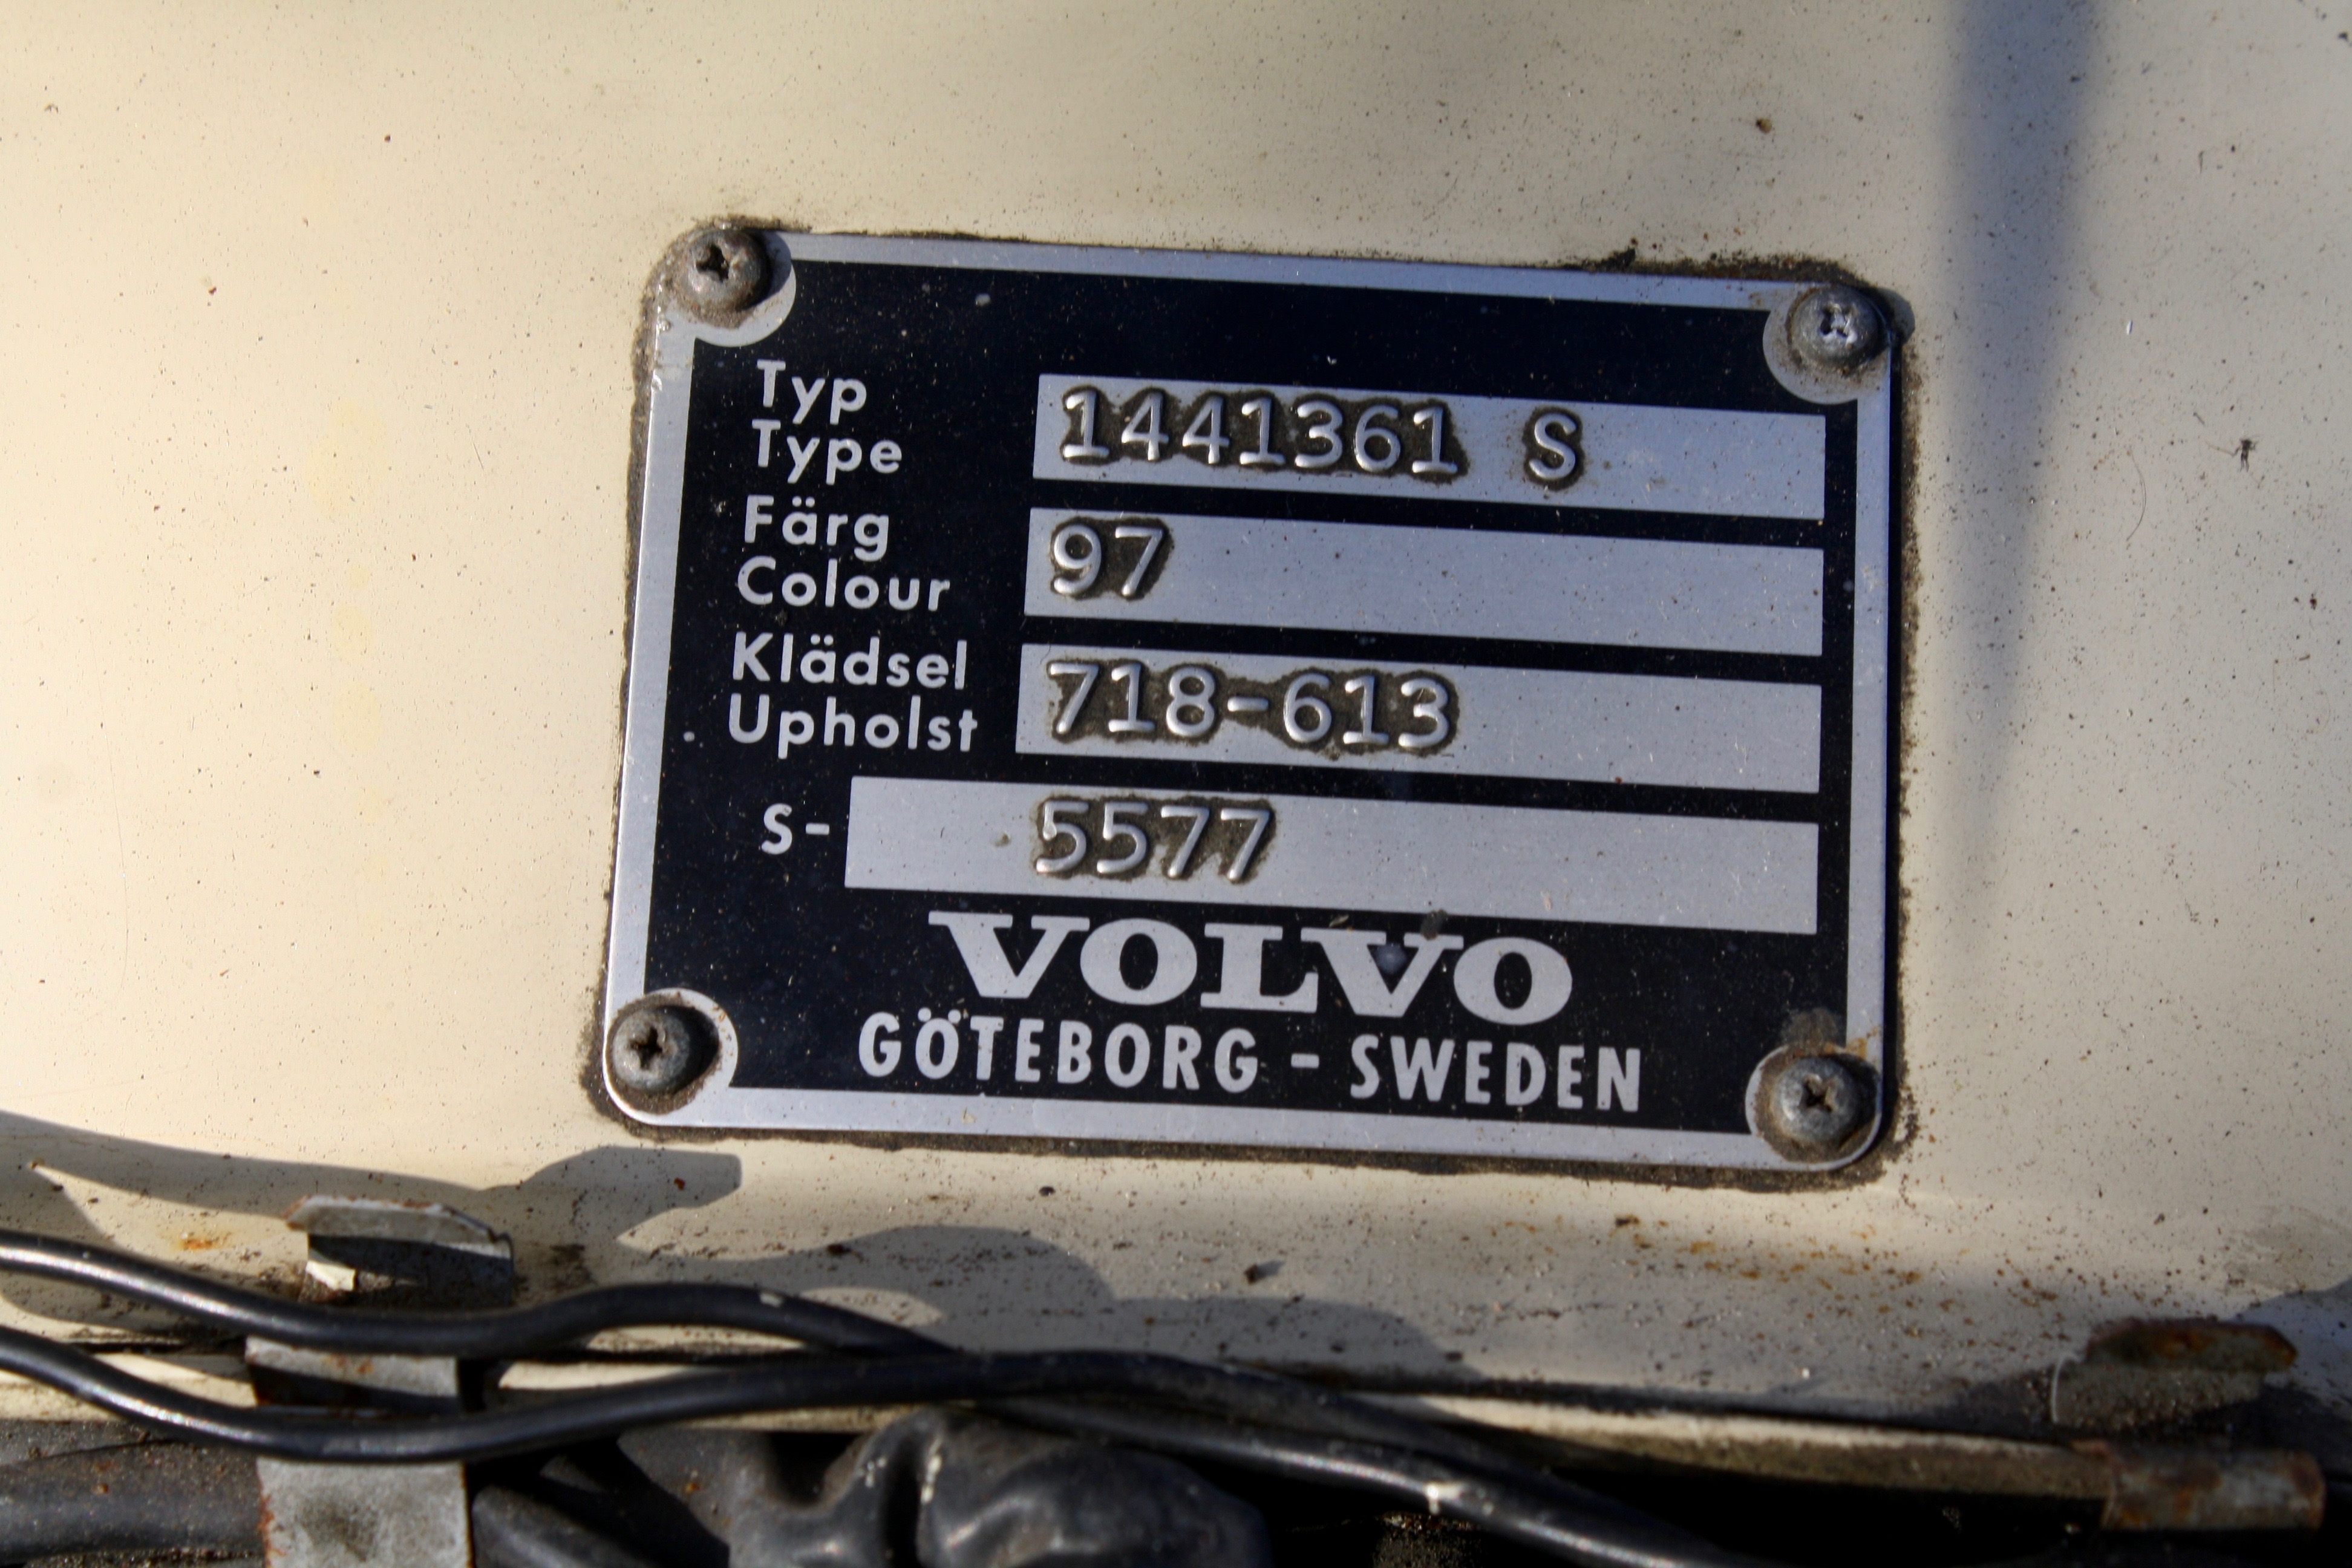 Typ
Type 1441361 S
Färg
Colour 97
Klädsel
Upholst 718-613
S- 5577
VOLVO
GÖTEBORG - SWEDEN